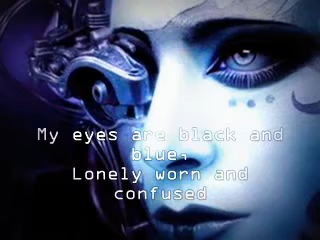 My eyes are black and
blue,
Lonely worn and
confused